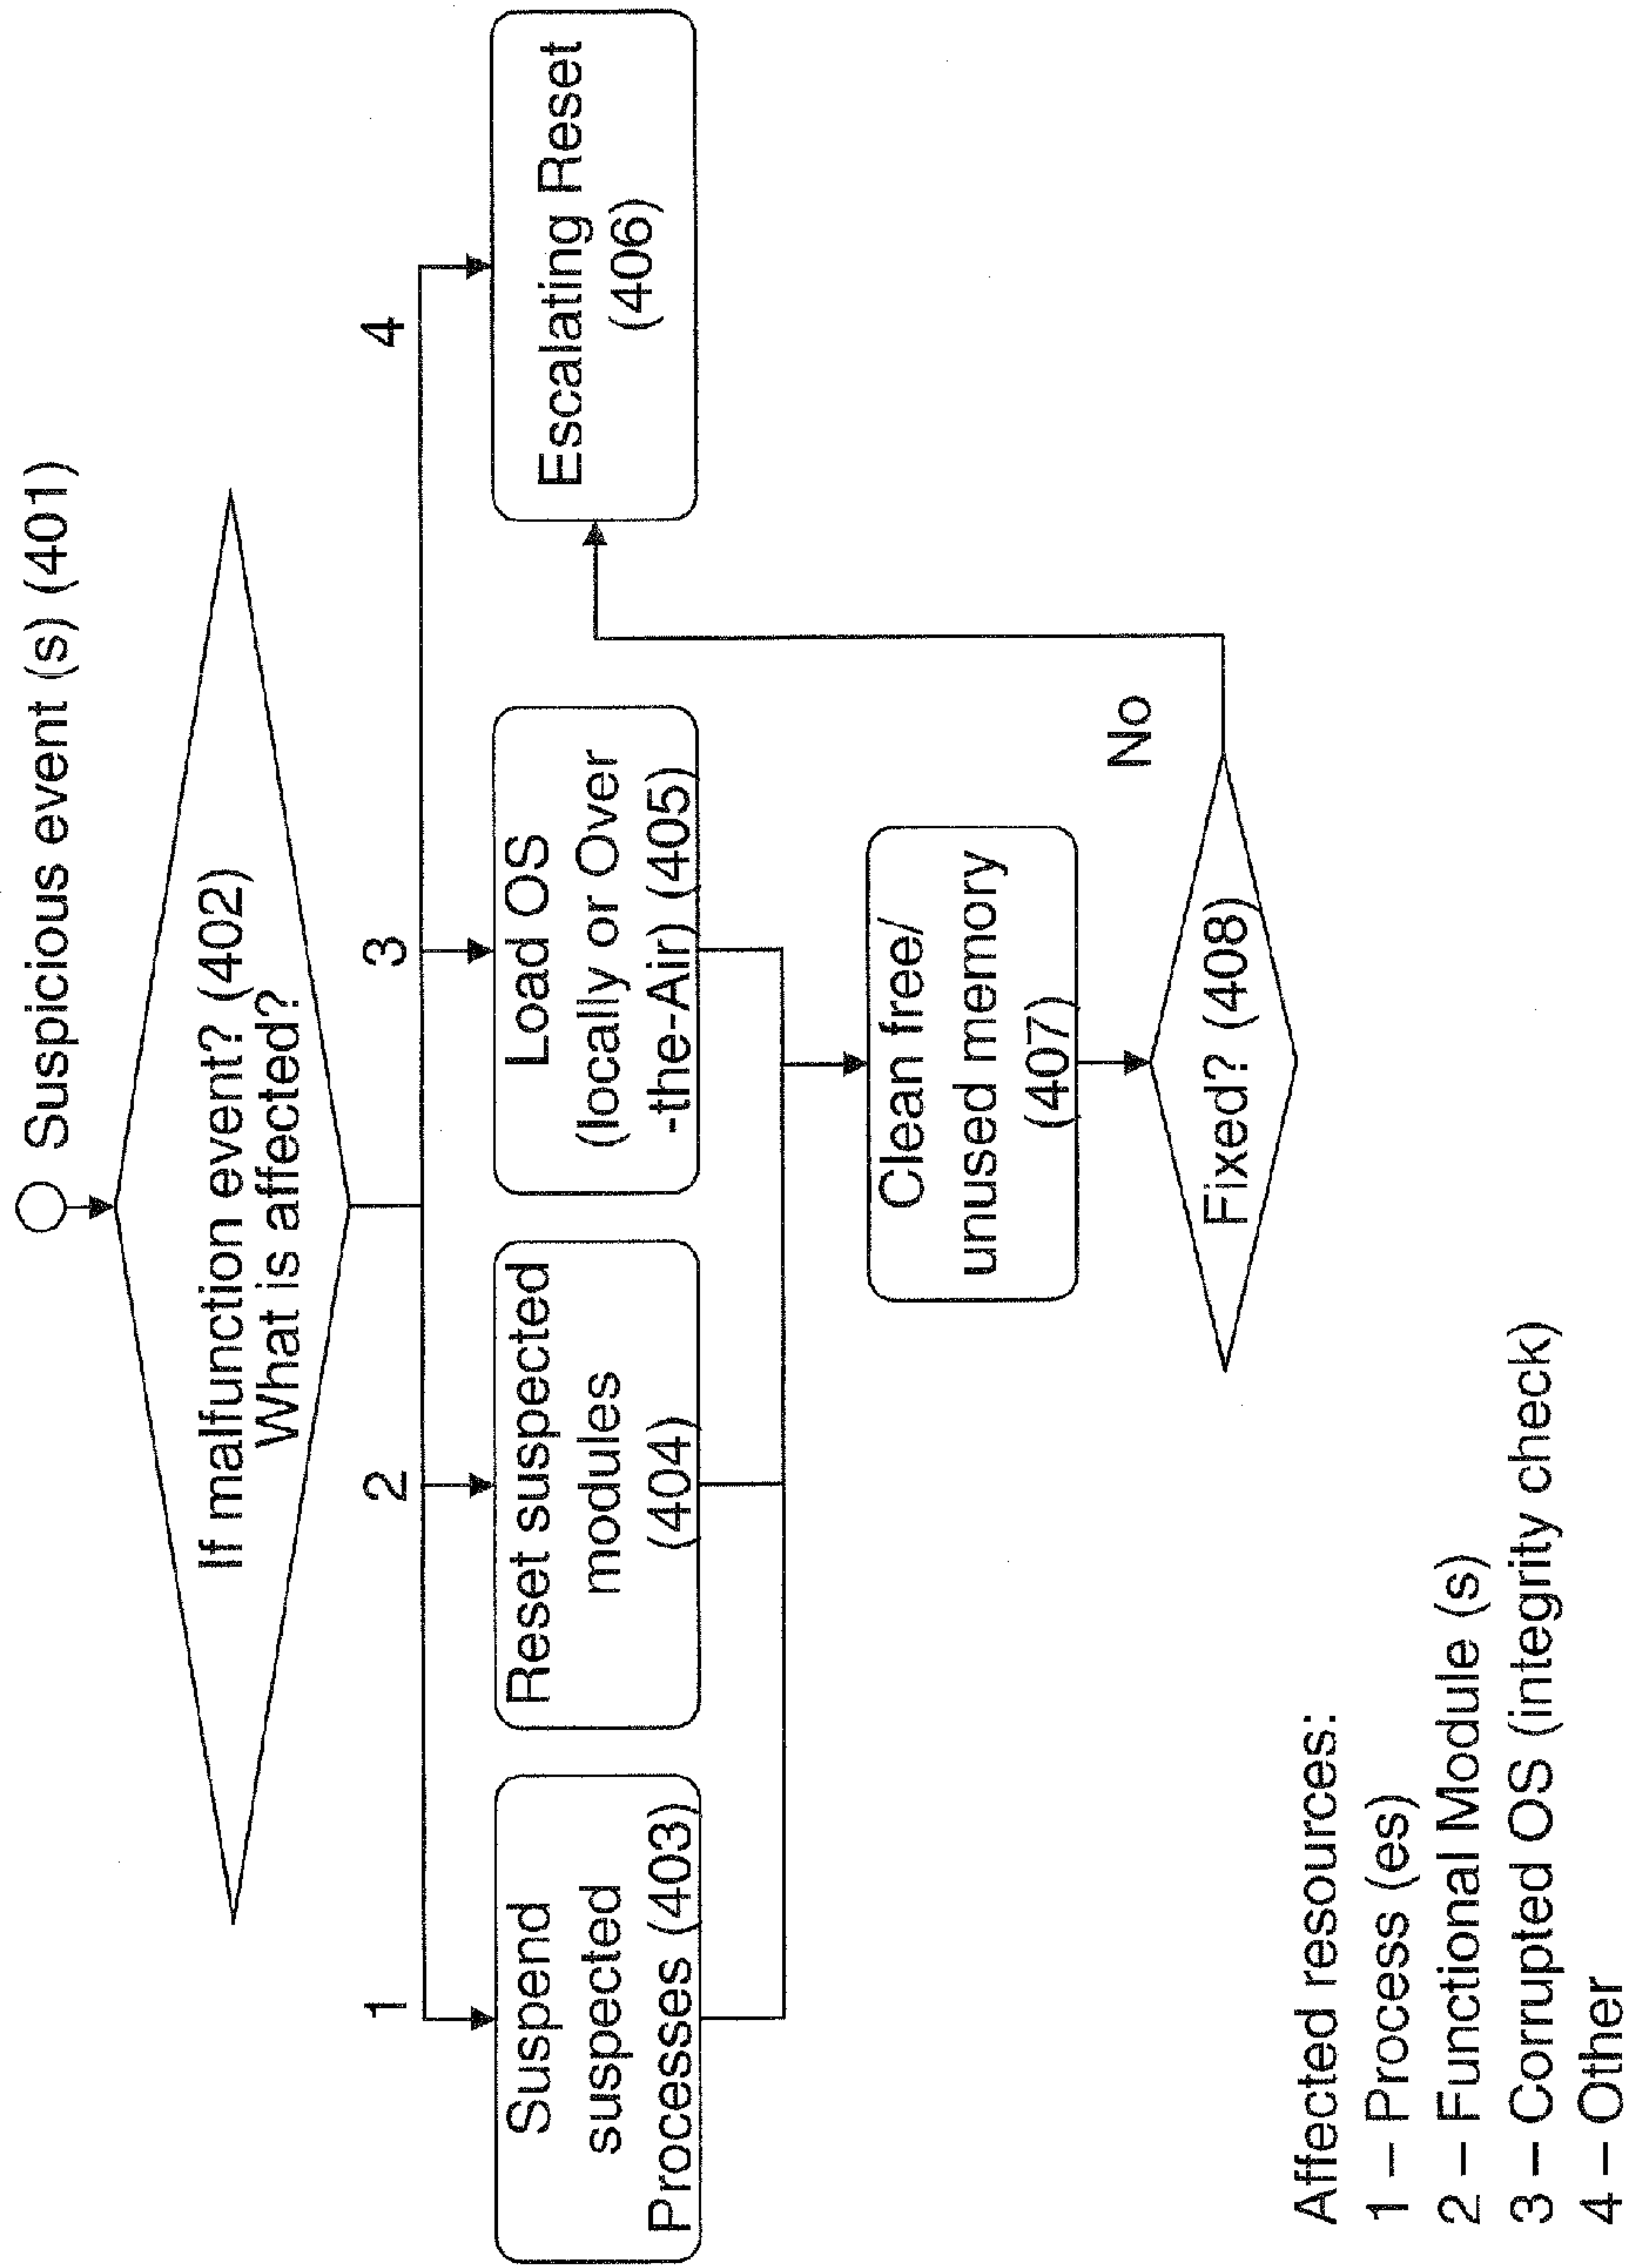 Suspicious event (s) (401)
If malfunction event? (402)
What is affected?
1
2
3
4
Suspend
suspected
Processes (403)
Reset suspected
modules
(404)
Load OS
(locally or Over
-the-Air) (405)
Escalating Reset
(406)
Clean free/
unused memory
(407)
No
Fixed? (408)
Affected resources:
1 – Process (es)
2 – Functional Module (s)
3 – Corrupted OS (integrity check)
4 – Other